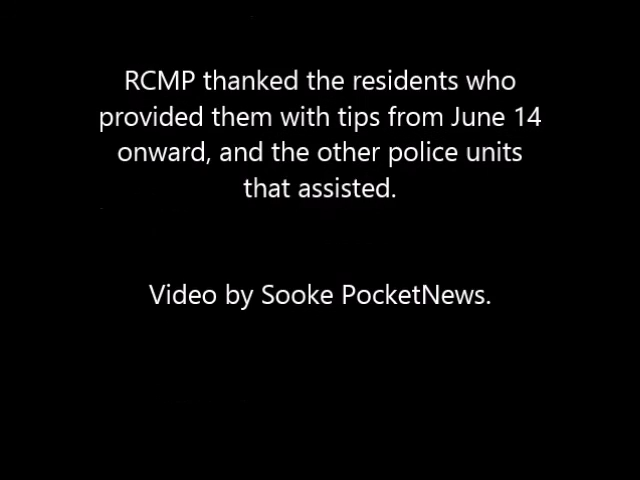 RCMP thanked the residents who
provided them with tips from June 14
onward, and the other police units
that assisted.
Video by Sooke PocketNews.